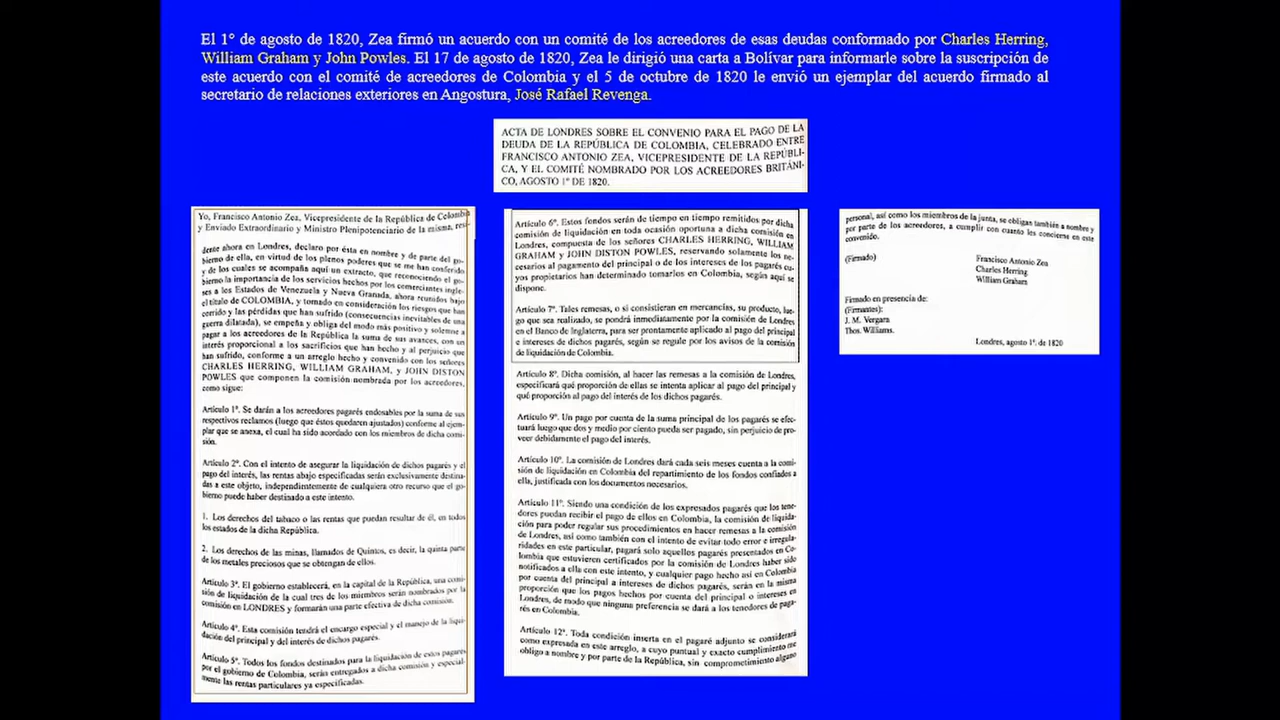 El 1° de agosto de 1820, Zea firmó un acuerdo con un comité de los acreedores de esas deudas conformado por Charles Herring,
William Graham y John Powles. El 17 de agosto de 1820, Zea le dirigió una carta a Bolívar para informarle sobre la suscripción de
este acuerdo con el comité de acreedores de Colombia y el 5 de octubre de 1820 le envió un ejemplar del acuerdo firmado al
secretario de relaciones exteriores en Angostura, José Rafael Revenga.
ACTA DE LONDRES SOBRE EL CONVENIO PARA EL PAGO DE LA
DEUDA DE LA REPÚBLICA DE COLOMBIA, CELEBRADO ENTRE
FRANCISCO ANTONIO ZEA, VICEPRESIDENTE DE LA REPÚBLI-
CA, Y EL COMITÉ NOMBRADO POR LOS ACREEDORES BRITÁNI-
CO, AGOSTO 1° DE 1820.
Yo, Francisco Antonio Zea, Vicepresidente de la República de Colombia
y Enviado Extraordinario y Ministro Plenipotenciario de la misma, resi-
dente ahora en Londres, declaro por ésta en nombre y de parte del go-
bierno de ella, en virtud de los plenos poderes que se me han conferido
y de los cuales se acompaña aquí un extracto, que reconociendo el go-
bierno la importancia de los servicios hechos por los comerciantes ingle-
ses a los Estados de Venezuela y Nueva Granada, ahora reunidos bajo
el título de COLOMBIA, y tomando en consideración los riesgos que han
corrido y las pérdidas que han sufrido (consecuencias inevitables de una
guerra dilatada), se empeña y obliga del modo más positivo y solemne a
pagar a los acreedores de la República la suma de sus avances, con un
interés proporcional a los sacrificios que han hecho y al perjuicio que
han sufrido, conforme a un arreglo hecho y convenido con los señores
CHARLES HERRING, WILLIAM GRAHAM, y JOHN DISTON
POWLES que componen la comisión nombrada por los acreedores,
como sigue:
Artículo 1°. Se darán a los acreedores pagarés endosables por la suma de sus
respectivos reclamos (luego que éstos quedaren ajustados) conforme al ejem-
plar que se anexa, el cual ha sido acordado con los miembros de dicha comi-
sión.
Artículo 2°. Con el intento de asegurar la liquidación de dichos pagarés y el
pago del interés, las rentas abajo especificadas serán exclusivamente destina-
das a este objeto, independientemente de cualquiera otro recurso que el go-
bierno puede haber destinado a este intento.
1. Los derechos del tabaco o las rentas que puedan resultar de él, en todos
los estados de la dicha República.
2. Los derechos de las minas, llamados de Quintos, es decir, la quinta parte
de los metales preciosos que se obtengan de ellos.
Artículo 3°. El gobierno establecerá, en la capital de la República, una comi-
sión de liquidación de la cual tres de los miembros serán nombrados por la
comisión en LONDRES y formarán una parte efectiva de dicha comisión.
Artículo 4°. Esta comisión tendrá el encargo especial y el manejo de la liqui-
dación del principal y del interés de dichos pagarés.
Artículo 5°. Todos los fondos destinados para la liquidación de estos pagares
por el gobierno de Colombia, serán entregados a dicha comisión y especial-
mente las rentas particulares ya especificadas.
Artículo 6°. Estos fondos serán de tiempo en tiempo remitidos por dicha
comisión de liquidación en toda ocasión oportuna a dicha comisión en
Londres, compuesta de los señores CHARLES HERRING, WILLIAM
GRAHAM y JOHN DISTON POWLES, reservando solamente los ne-
cesarios al pagamento del principal o de los intereses de los pagarés cu-
yos propietarios han determinado tomarlos en Colombia, según aquí se
dispone.
Artículo 7°. Tales remesas, o si consistieren en mercancías, su producto, lue-
go que sea realizado, se pondrá inmediatamente por la comisión de Londres
en el Banco de Inglaterra, para ser prontamente aplicado al pago del principal
e intereses de dichos pagarés, según se regule por los avisos de la comisión
de liquidación de Colombia.
Artículo 8°. Dicha comisión, al hacer las remesas a la comisión de Londres,
especificará qué proporción de ellas se intenta aplicar al pago del principal y
qué proporción al pago del interés de los dichos pagarés.
Artículo 9°. Un pago por cuenta de la suma principal de los pagarés se efec-
tuará luego que dos y medio por ciento pueda ser pagado, sin perjuicio de pro-
veer debidamente el pago del interés.
Artículo 10°. La comisión de Londres dará cada seis meses cuenta a la comi-
sión de liquidación en Colombia del repartimiento de los fondos confiados a
ella, justificada con los documentos necesarios.
Artículo 11°. Siendo una condición de los expresados pagarés que los tene-
dores puedan recibir el pago de ellos en Colombia, la comisión de liquida-
ción para poder regular sus procedimientos en hacer remesas a la comisión
de Londres, así como también con el intento de evitar todo error e irregula-
ridades en este particular, pagará solo aquellos pagarés presentados en Co-
lombia que estuvieren certificados por la comisión de Londres haber sido
notificados a ella con este intento, y cualquier pago hecho así en Colombia
por cuenta del principal a intereses de dichos pagarés, serán en la misma
proporción que los pagos hechos por cuenta del principal o intereses en
Londres, de modo que ninguna preferencia se dará a los tenedores de paga-
rés en Colombia.
Artículo 12°. Toda condición inserta en el pagaré adjunto se considerará
como expresada en este arreglo, a cuyo puntual y exacto cumplimiento me
obligo a nombre y por parte de la República, sin comprometimiento alguno
personal, así como los miembros de la junta, se obligan también a nombre y
por parte de los acreedores, a cumplir con cuanto les concierne en este
convenido.
(Firmado)
Francisco Antonio Zea
Charles Herring
William Graham
Firmado en presencia de:
(Firmantes):
J. M. Vergara
Thos. Williams.
Londres, agosto 1°. de 1820